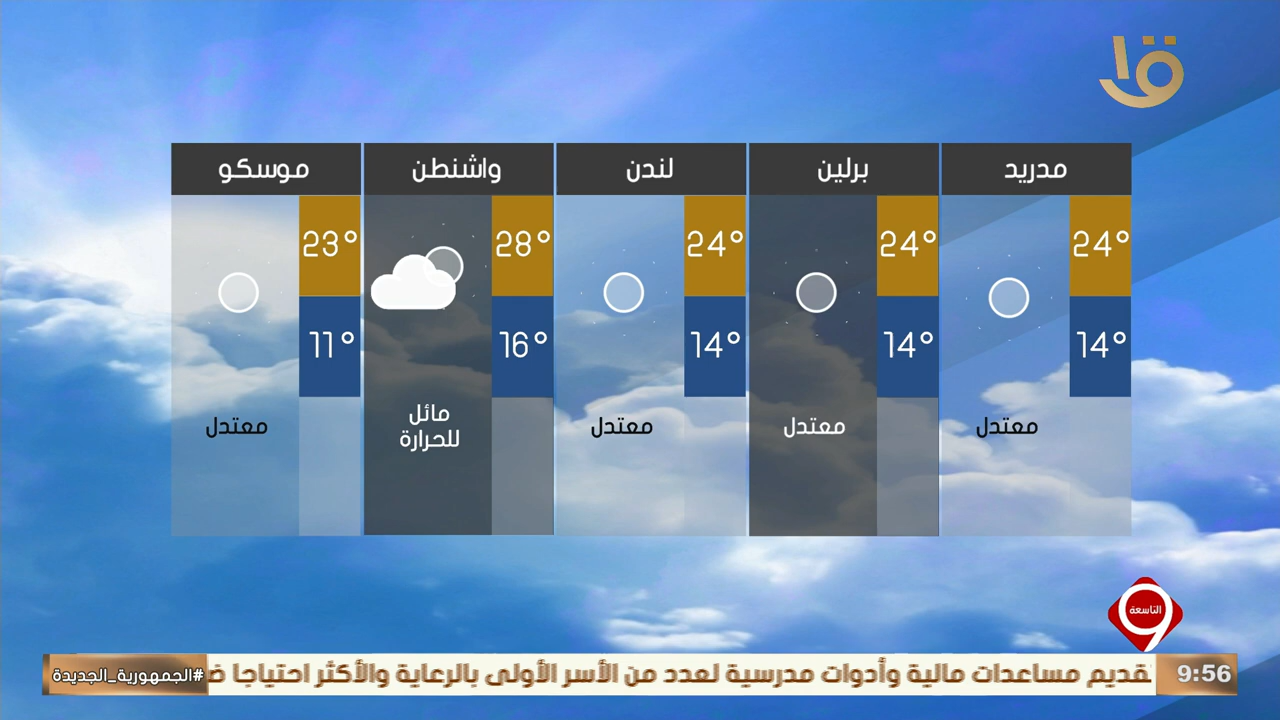 مدريد
24°
14°
معتدل
برلين
24°
14°
معتدل
لندن
24°
14°
معتدل
واشنطن
28°
16°
مائل
للحرارة
موسكو
23°
11°
معتدل
التاسعة
9
9:56
مساعدات مالية وأدوات مدرسية لعدد من الأسر الأولى بالرعاية والأكثر احتياجا
#الجمهورية_الجديدة